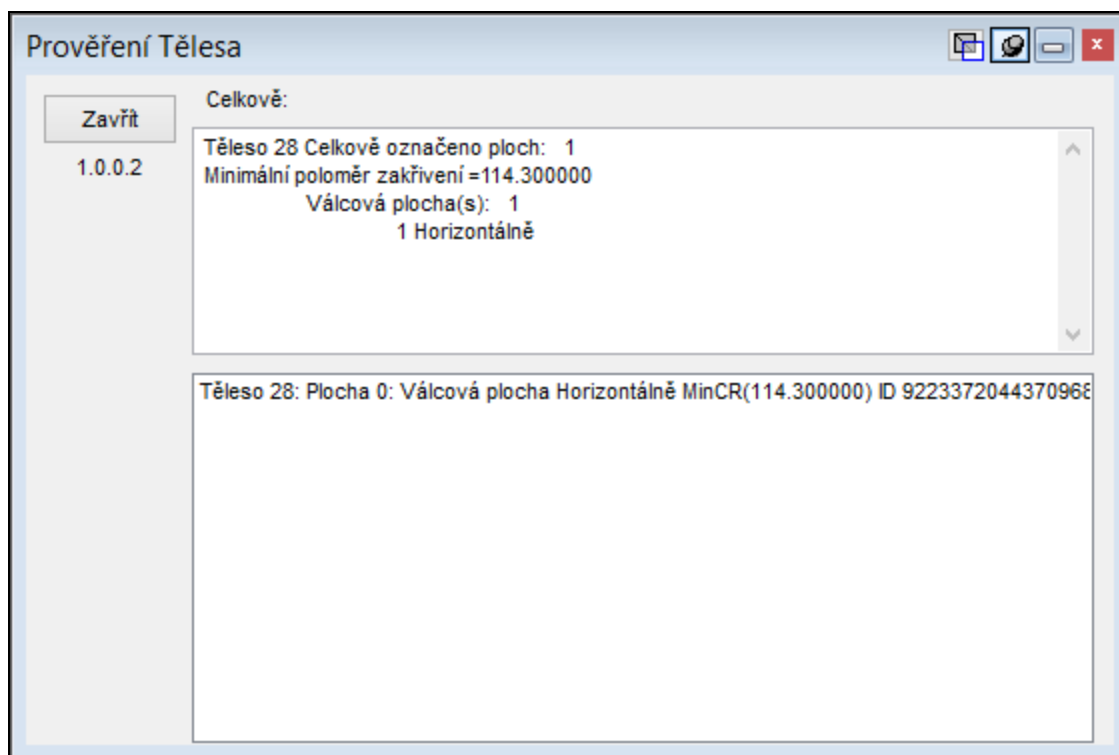 Prověření Tělesa
Zavřít
1.0.0.2
Celkově:
Těleso 28 Celkově označeno ploch: 1
Minimální poloměr zakřivení =114.300000
Válcová plocha(s): 1
1 Horizontálně
Těleso 28: Plocha 0: Válcová plocha Horizontálně MinCR(114.300000) ID 9223372044370968